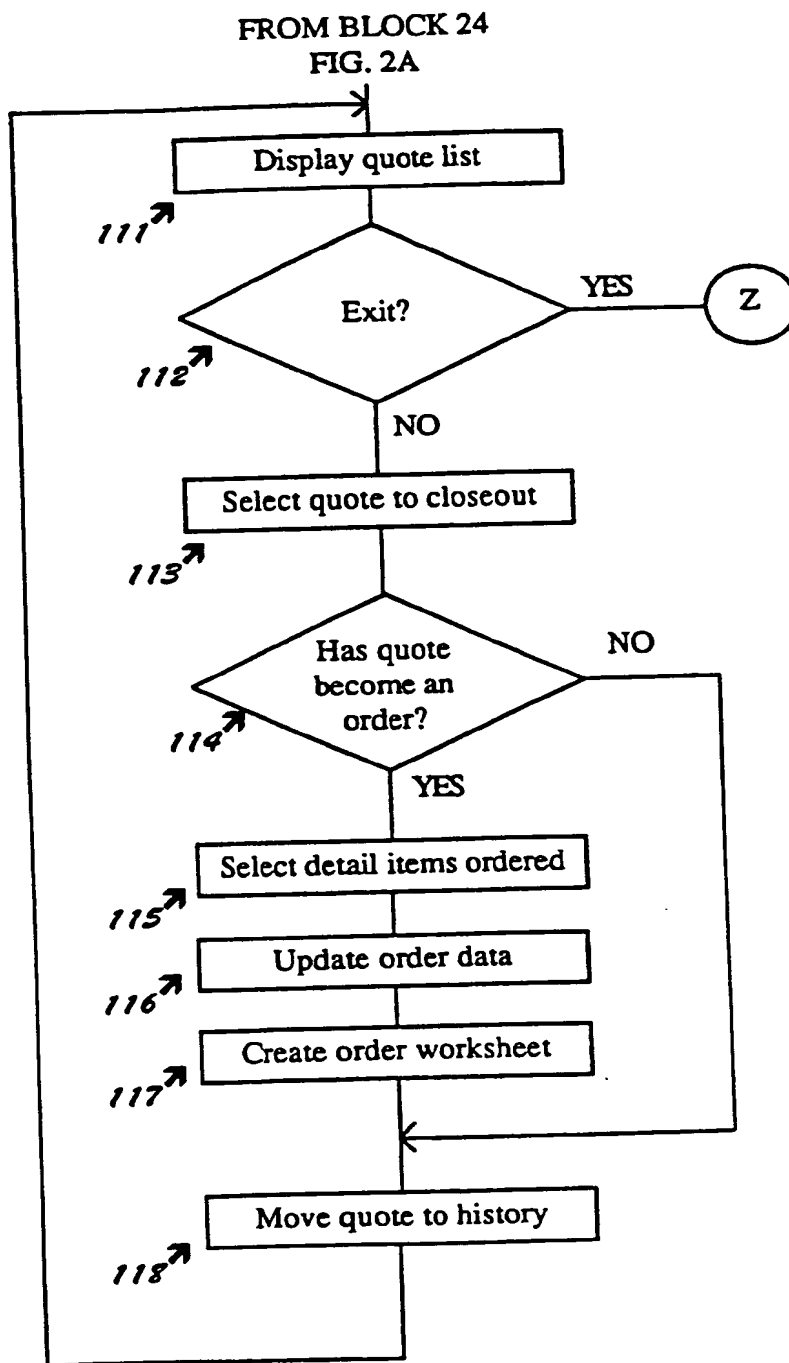 FROM BLOCK 24
FIG. 2A
Display quote list
111
Exit?
YES
Z
112
NO
Select quote to closeout
113
Has quote
become an
order?
NO
114
YES
Select detail items ordered
115
Update order data
116
Create order worksheet
117
Move quote to history
118